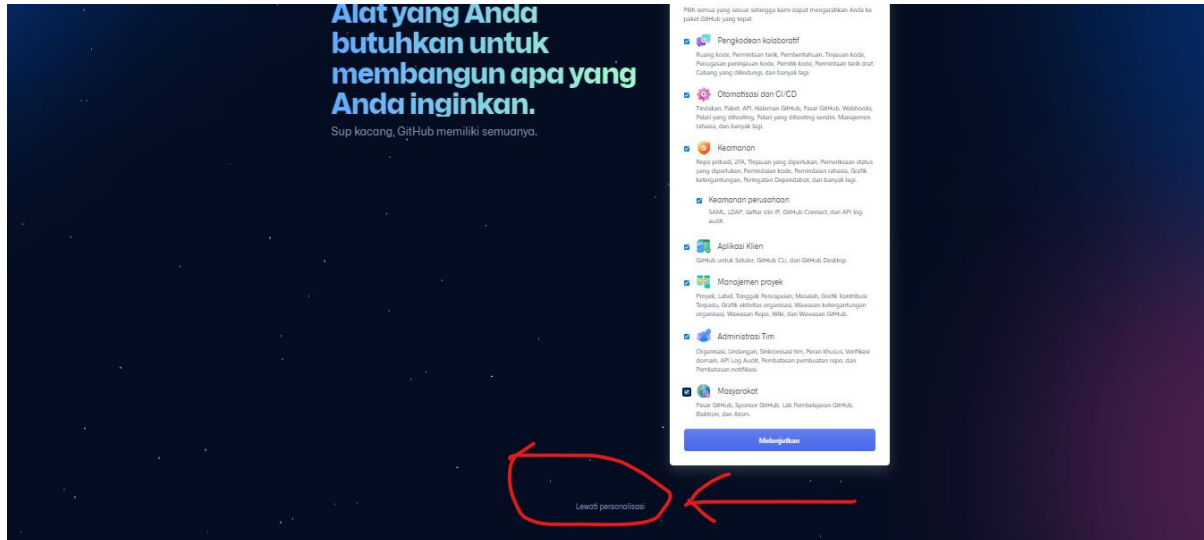 Alat yang Anda
butuhkan untuk
membangun apa yang
Anda inginkan.
Sup kacang, GitHub memiliki semuanya.
Pilih semua yang sesuai sehingga kami dapat mengarahkan Anda ke
paket GitHub yang tepat.
Pengkodean kolaboratif
Ruang kode, Permintaan tarik, Pemberitahuan, Tinjauan kode,
Penugasan peninjauan kode, Pemilik kode, Permintaan tarik draf,
Cabang yang dilindungi, dan banyak lagi.
Otomatisasi dan CI/CD
Tindakan, Paket, API, Halaman GitHub, Pasar GitHub, Webhooks,
Pelari yang dihosting, Pelari yang dihosting sendiri, Manajemen
rahasia, dan banyak lagi.
Keamanan
Repo pribadi, 2FA, Tinjauan yang diperlukan, Pemeriksaan status
yang diperlukan, Pemindaian kode, Pemindaian rahasia, Grafik
ketergantungan, Peringatan Dependabot, dan banyak lagi.
Keamanan perusahaan
SAML, LDAP, daftar izin IP, GitHub Connect, dan API log
audit.
Aplikasi Klien
GitHub untuk Seluler, GitHub CLI, dan GitHub Desktop
Manajemen proyek
Proyek, Label, Tonggak Pencapaian, Masalah, Grafik Kontribusi
Terpadu, Grafik aktivitas organisasi, Wawasan ketergantungan
organisasi, Wawasan Repo, Wiki, dan Wawasan GitHub.
Administrasi Tim
Organisasi, Undangan, Sinkronisasi tim, Peran khusus, Verifikasi
domain, API Log Audit, Pembatasan pembuatan repo, dan
Pembatasan notifikasi
Masyarakat
Pasar GitHub, Sponsor GitHub, Lab Pembelajaran GitHub,
Elektron, dan Atom.
Melanjutkan
Lewati personalisasi